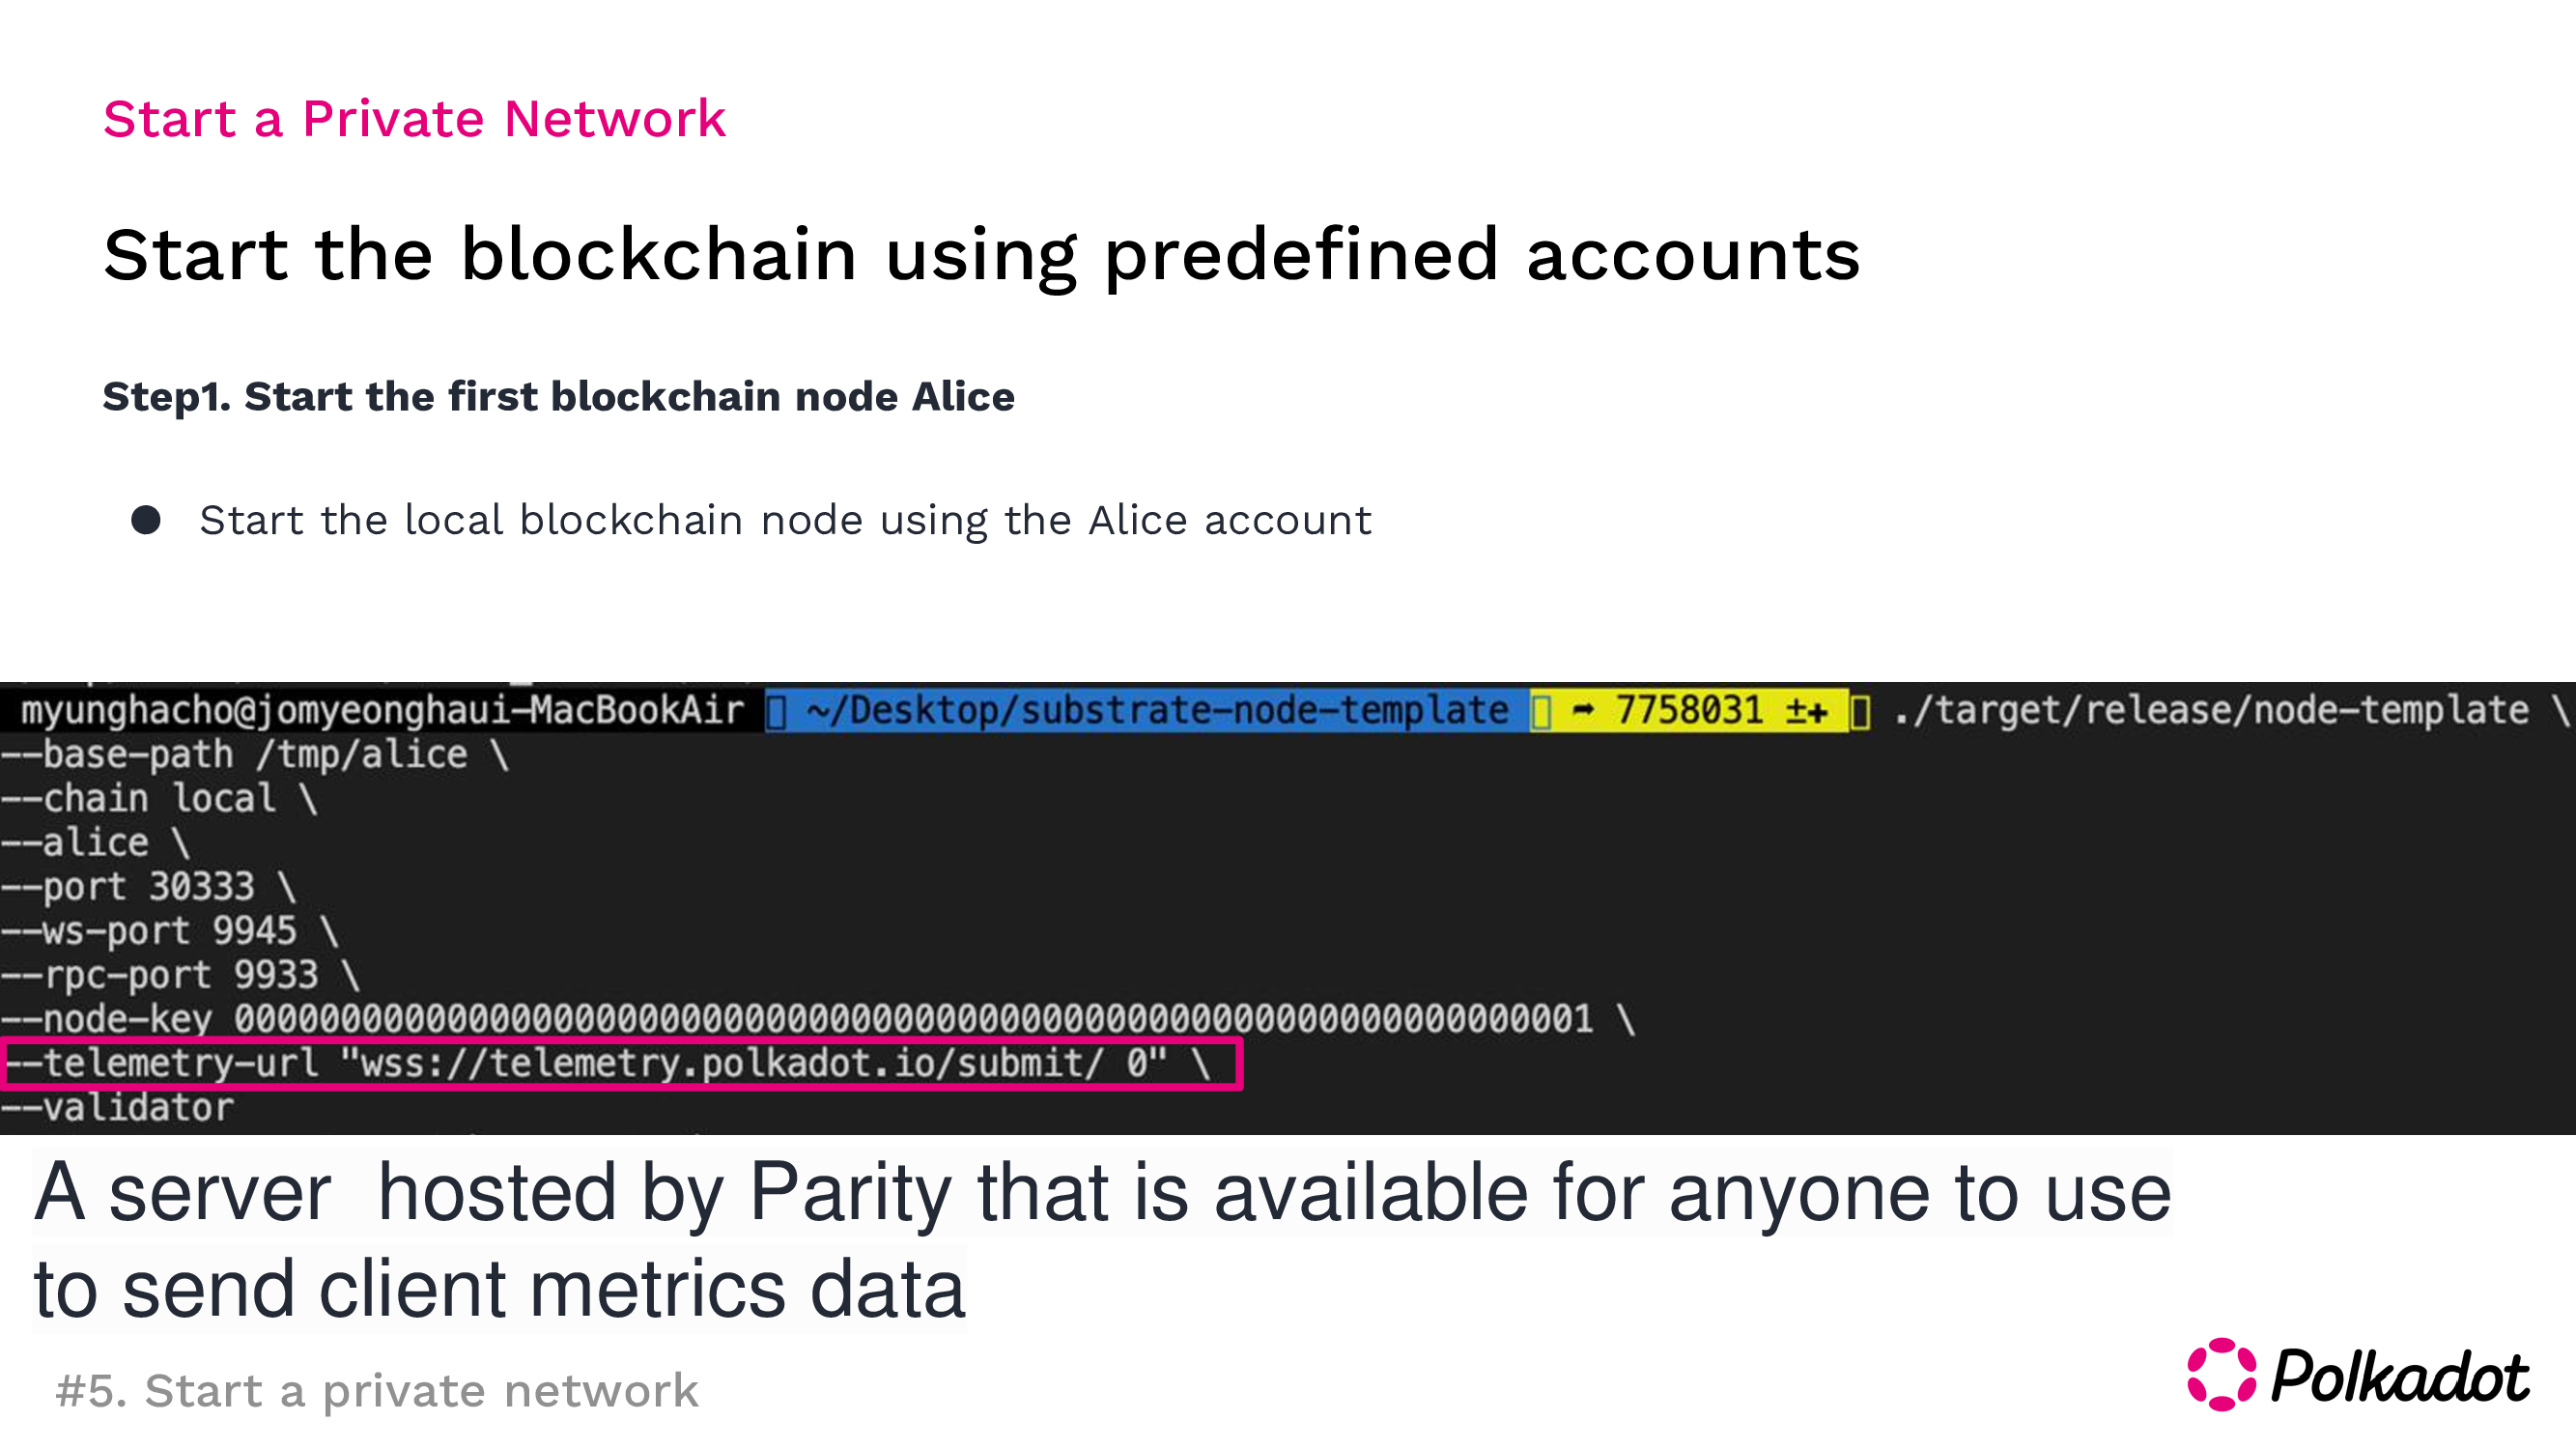 Start a Private Network
Start the blockchain using predefined accounts
Step1. Start the first blockchain node Alice
● Start the local blockchain node using the Alice account
myunghacho@jomyeonghaui-MacBookAir ~/Desktop/substrate-node-template ➦ 7758031 ±✚ ./target/release/node-template \
--base-path /tmp/alice \
--chain local \
--alice \
--port 30333 \
--ws-port 9945 \
--rpc-port 9933 \
--node-key 0000000000000000000000000000000000000000000000000000000000000001 \
--telemetry-url "wss://telemetry.polkadot.io/submit/ 0" \
--validator
A server  hosted by Parity that is available for anyone to use
to send client metrics data
#5. Start a private network
Polkadot